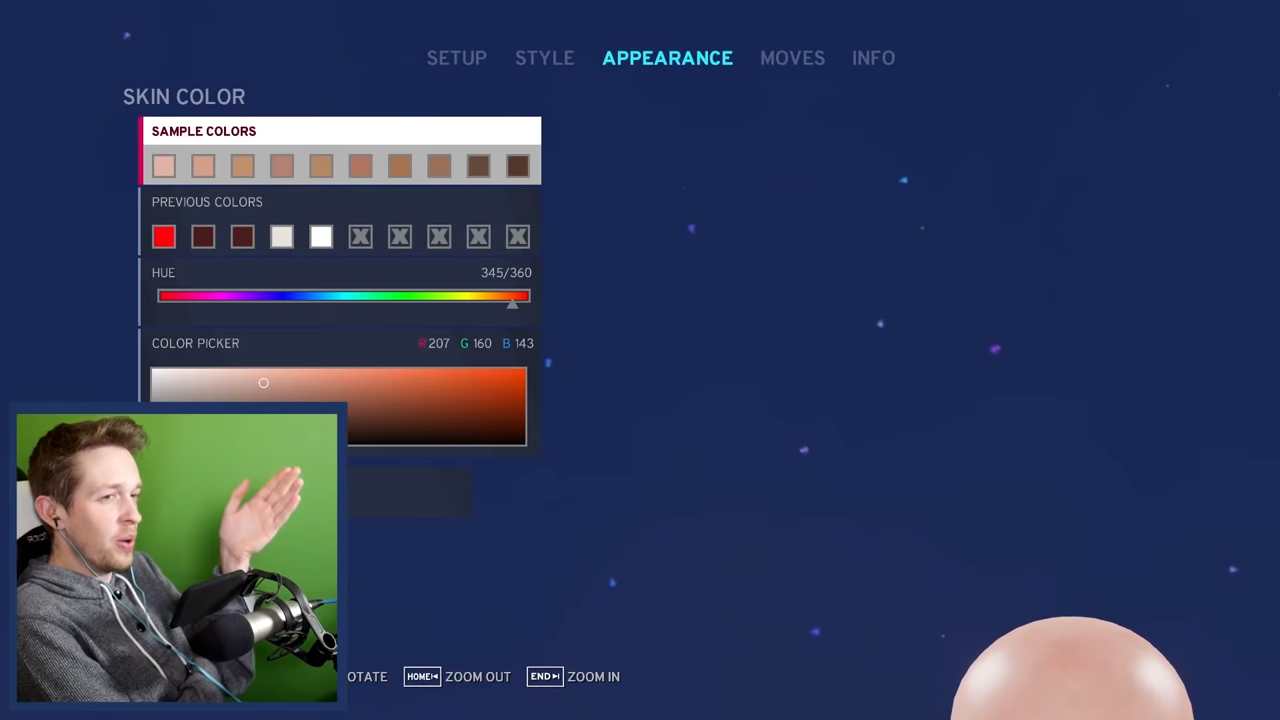 SETUP STYLE APPEARANCE MOVES INFO
SKIN COLOR
SAMPLE COLORS
PREVIOUS COLORS
X X X X X
HUE 345/360
COLOR PICKER R 207 G 160 B 143
OTATE HOME ZOOM OUT END ZOOM IN